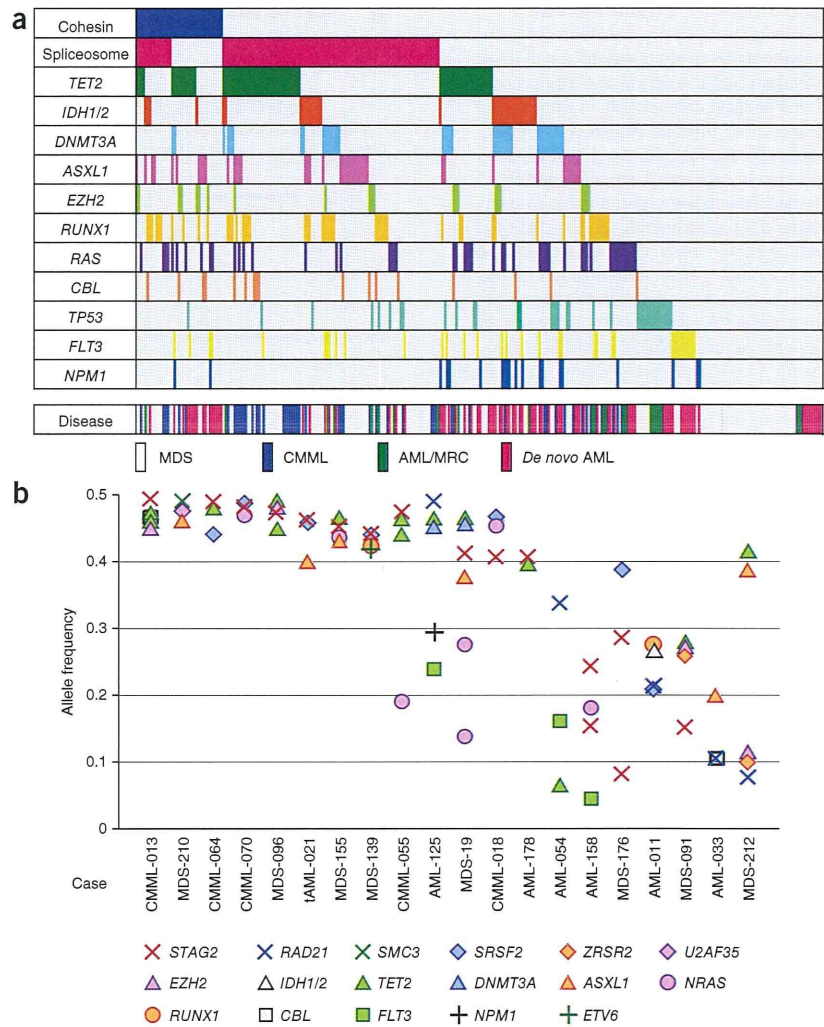 a
Cohesin
Spliceosome
TET2
IDH1/2
DNMT3A
ASXL1
EZH2
RUNX1
RAS
CBL
TP53
FLT3
NPM1
Disease
MDS CMML AML/MRC De novo AML
b
0.5
0.4
0.3
0.2
0.1
0
Allele frequency
Case
CMML-013
MDS-210
CMML-064
CMML-070
MDS-096
tAML-021
MDS-155
MDS-139
CMML-055
AML-125
MDS-19
CMML-018
AML-178
AML-054
AML-158
MDS-176
AML-011
MDS-091
AML-033
MDS-212
STAG2 RAD21 SMC3 SRSF2 ZRSR2 U2AF35
EZH2 IDH1/2 TET2 DNMT3A ASXL1 NRAS
RUNX1 CBL FLT3 NPM1 ETV6